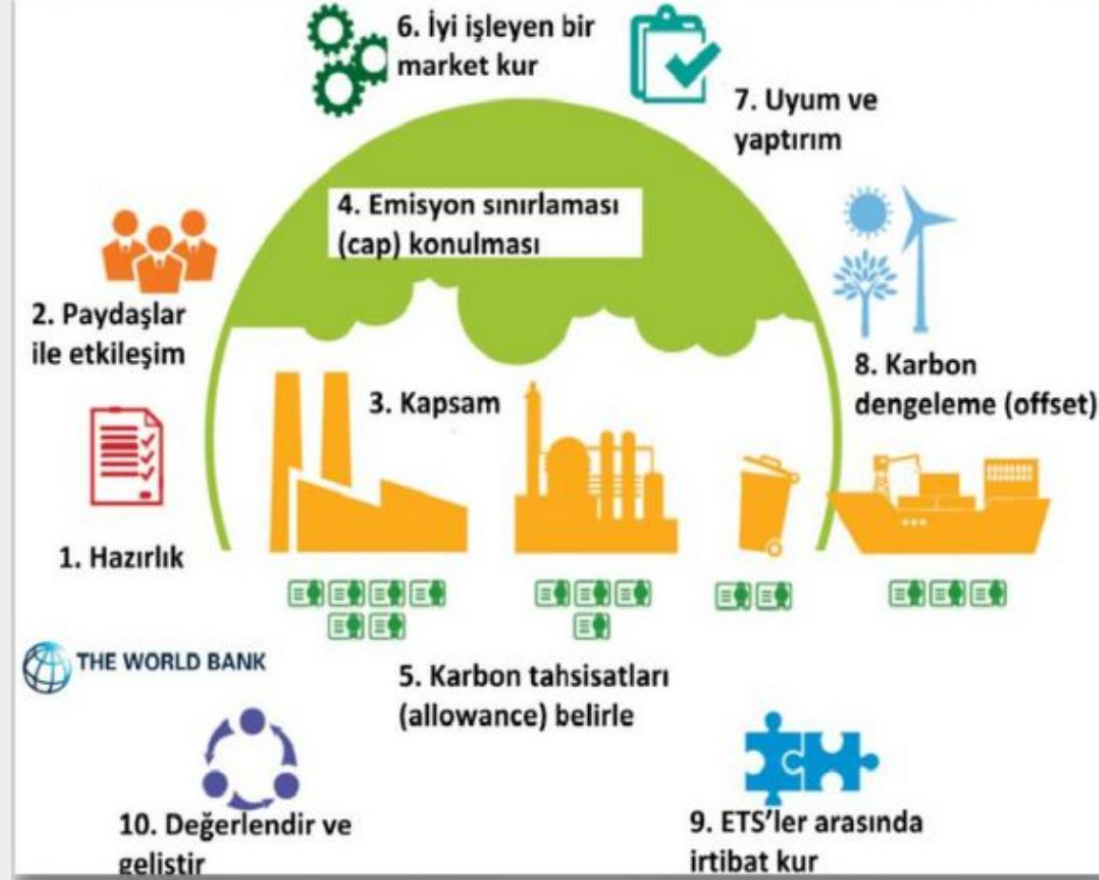 6. İyi işleyen bir
market kur
7. Uyum ve
yaptırım
4. Emisyon sınırlaması
(cap) konulması
2. Paydaşlar
ile etkileşim
3. Kapsam
8. Karbon
dengeleme (offset)
1. Hazırlık
THE WORLD BANK
5. Karbon tahsisatları
(allowance) belirle
10. Değerlendir ve
geliştir
9. ETS'ler arasında
irtibat kur